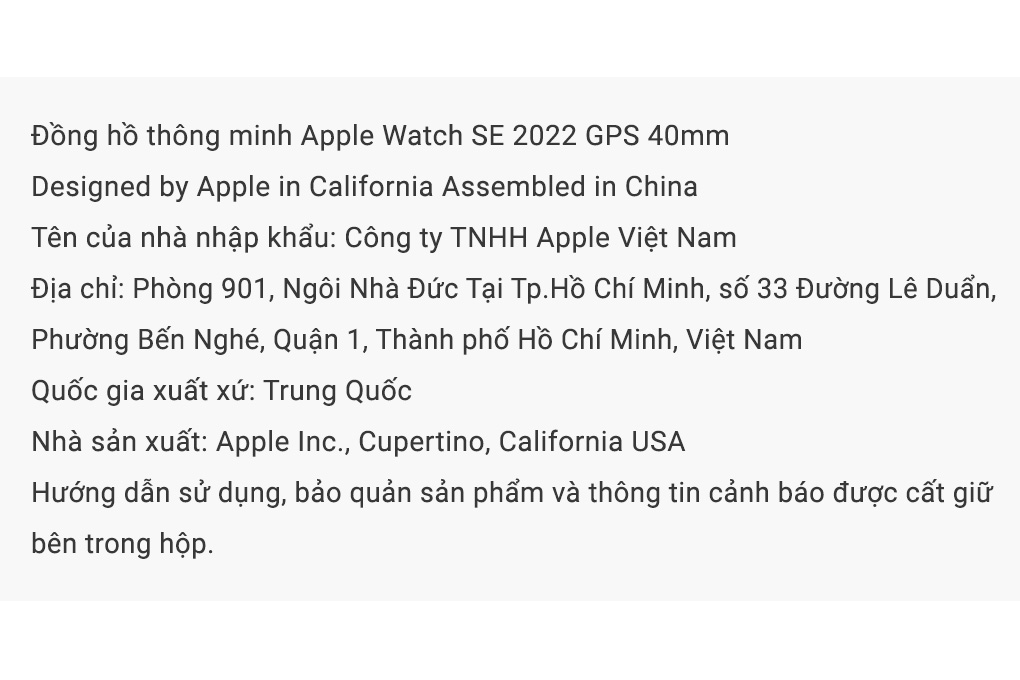 Đồng hồ thông minh Apple Watch SE 2022 GPS 40mm
Designed by Apple in California Assembled in China
Tên của nhà nhập khẩu: Công ty TNHH Apple Việt Nam
Địa chỉ: Phòng 901, Ngôi Nhà Đức Tại Tp.Hồ Chí Minh, số 33 Đường Lê Duẩn,
Phường Bến Nghé, Quận 1, Thành phố Hồ Chí Minh, Việt Nam
Quốc gia xuất xứ: Trung Quốc
Nhà sản xuất: Apple Inc., Cupertino, California USA
Hướng dẫn sử dụng, bảo quản sản phẩm và thông tin cảnh báo được cất giữ
bên trong hộp.